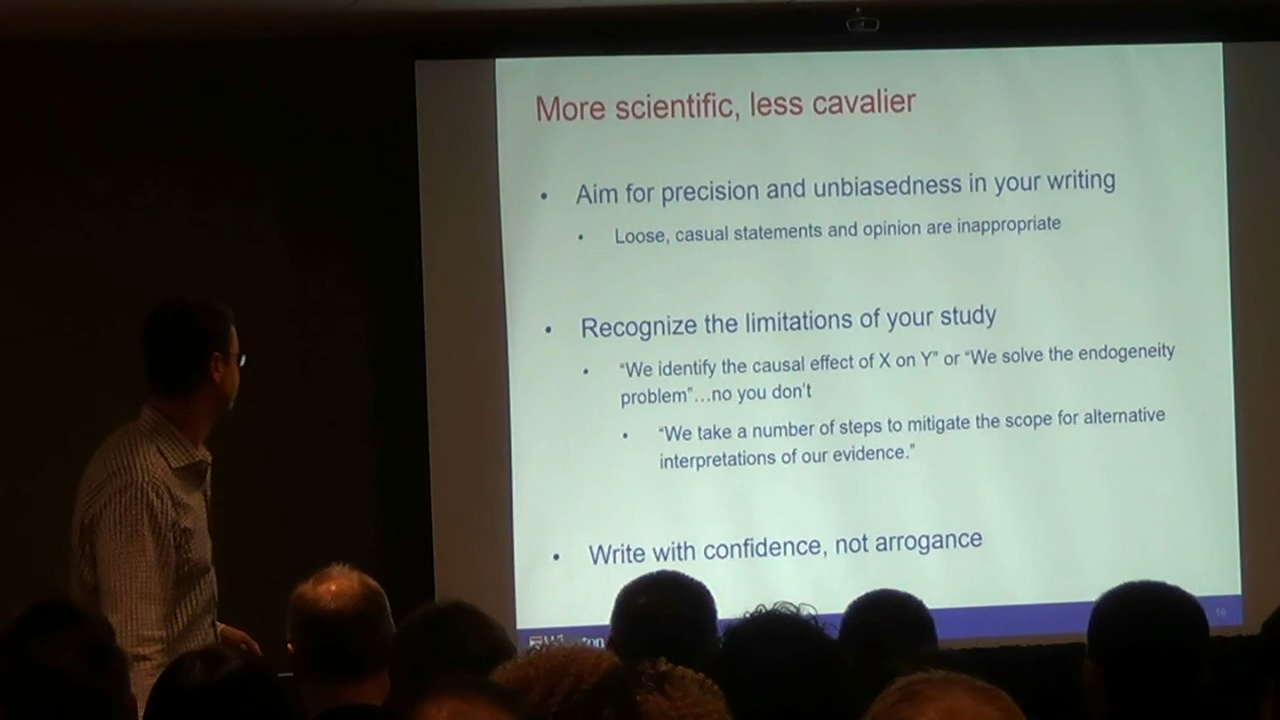 More scientific, less cavalier
• Aim for precision and unbiasedness in your writing
• Loose, casual statements and opinion are inappropriate
• Recognize the limitations of your study
• “We identify the causal effect of X on Y” or “We solve the endogeneity
problem”…no you don't
• “We take a number of steps to mitigate the scope for alternative
interpretations of our evidence.”
• Write with confidence, not arrogance
16